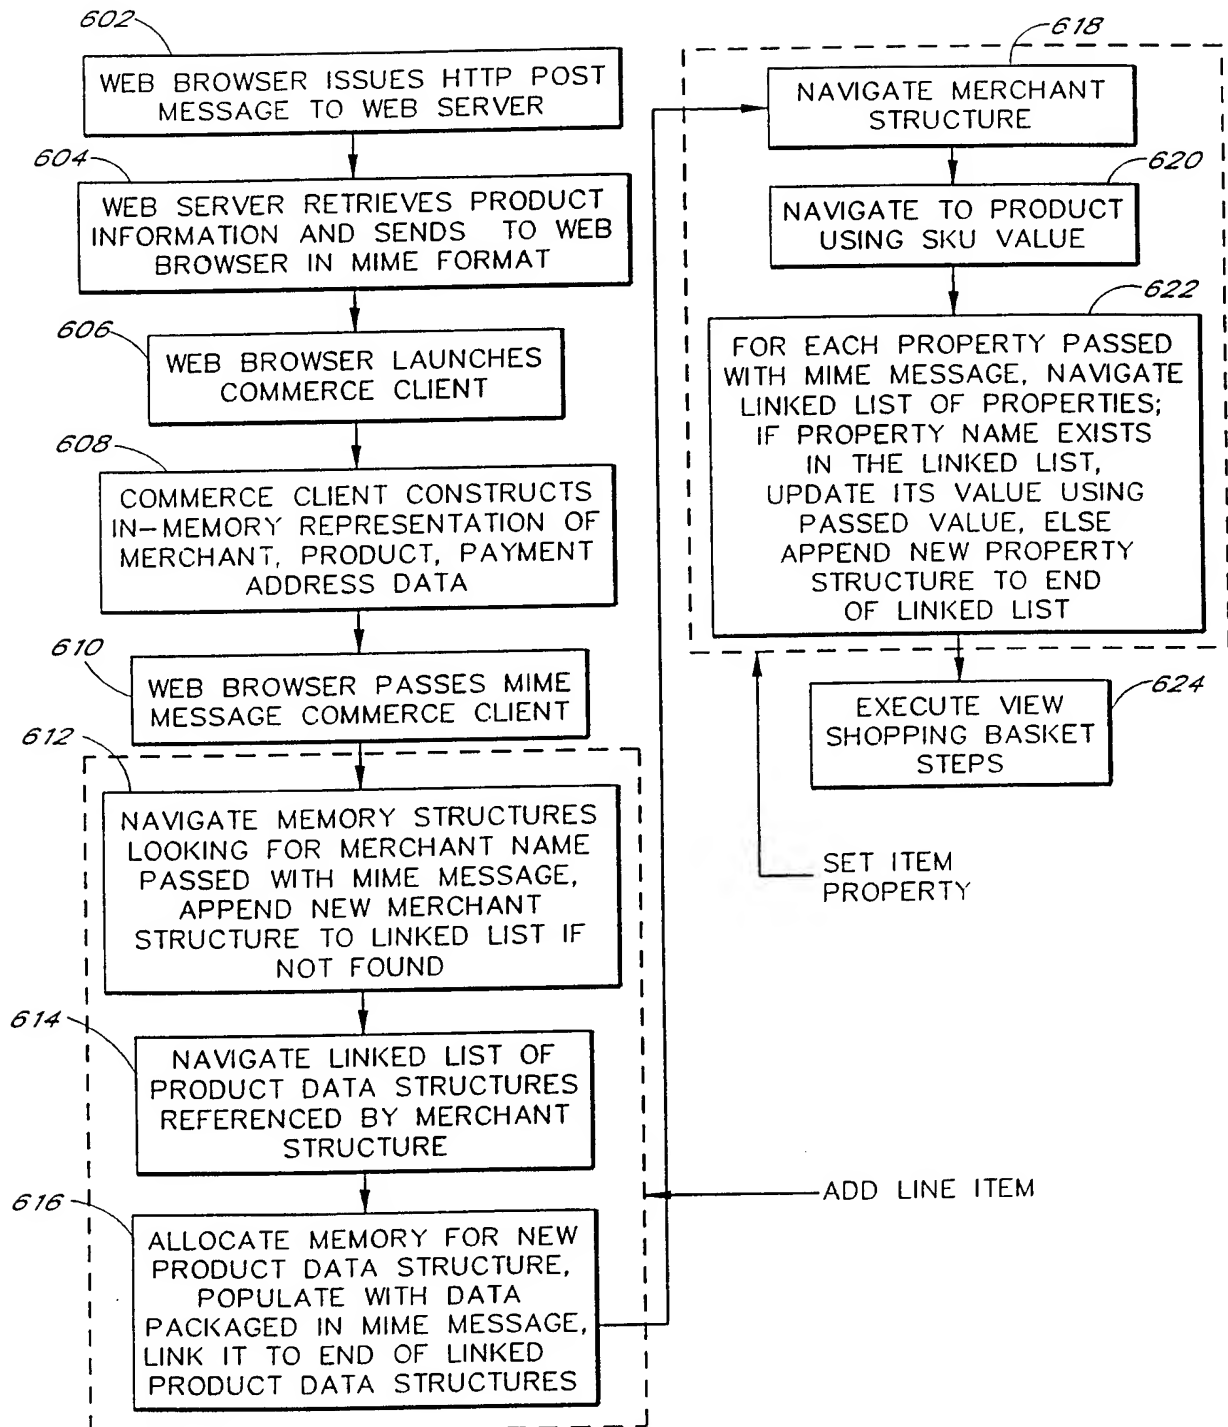 602
WEB BROWSER ISSUES HTTP POST
MESSAGE TO WEB SERVER
604
WEB SERVER RETRIEVES PRODUCT
INFORMATION AND SENDS TO WEB
BROWSER IN MIME FORMAT
606
WEB BROWSER LAUNCHES
COMMERCE CLIENT
608
COMMERCE CLIENT CONSTRUCTS
IN-MEMORY REPRESENTATION OF
MERCHANT, PRODUCT, PAYMENT
ADDRESS DATA
610
WEB BROWSER PASSES MIME
MESSAGE COMMERCE CLIENT
612
NAVIGATE MEMORY STRUCTURES
LOOKING FOR MERCHANT NAME
PASSED WITH MIME MESSAGE,
APPEND NEW MERCHANT
STRUCTURE TO LINKED LIST IF
NOT FOUND
614
NAVIGATE LINKED LIST OF
PRODUCT DATA STRUCTURES
REFERENCED BY MERCHANT
STRUCTURE
616
ALLOCATE MEMORY FOR NEW
PRODUCT DATA STRUCTURE,
POPULATE WITH DATA
PACKAGED IN MIME MESSAGE,
LINK IT TO END OF LINKED
PRODUCT DATA STRUCTURES
ADD LINE ITEM
618
NAVIGATE MERCHANT
STRUCTURE
620
NAVIGATE TO PRODUCT
USING SKU VALUE
622
FOR EACH PROPERTY PASSED
WITH MIME MESSAGE, NAVIGATE
LINKED LIST OF PROPERTIES;
IF PROPERTY NAME EXISTS
IN THE LINKED LIST,
UPDATE ITS VALUE USING
PASSED VALUE, ELSE
APPEND NEW PROPERTY
STRUCTURE TO END
OF LINKED LIST
624
EXECUTE VIEW
SHOPPING BASKET
STEPS
SET ITEM
PROPERTY